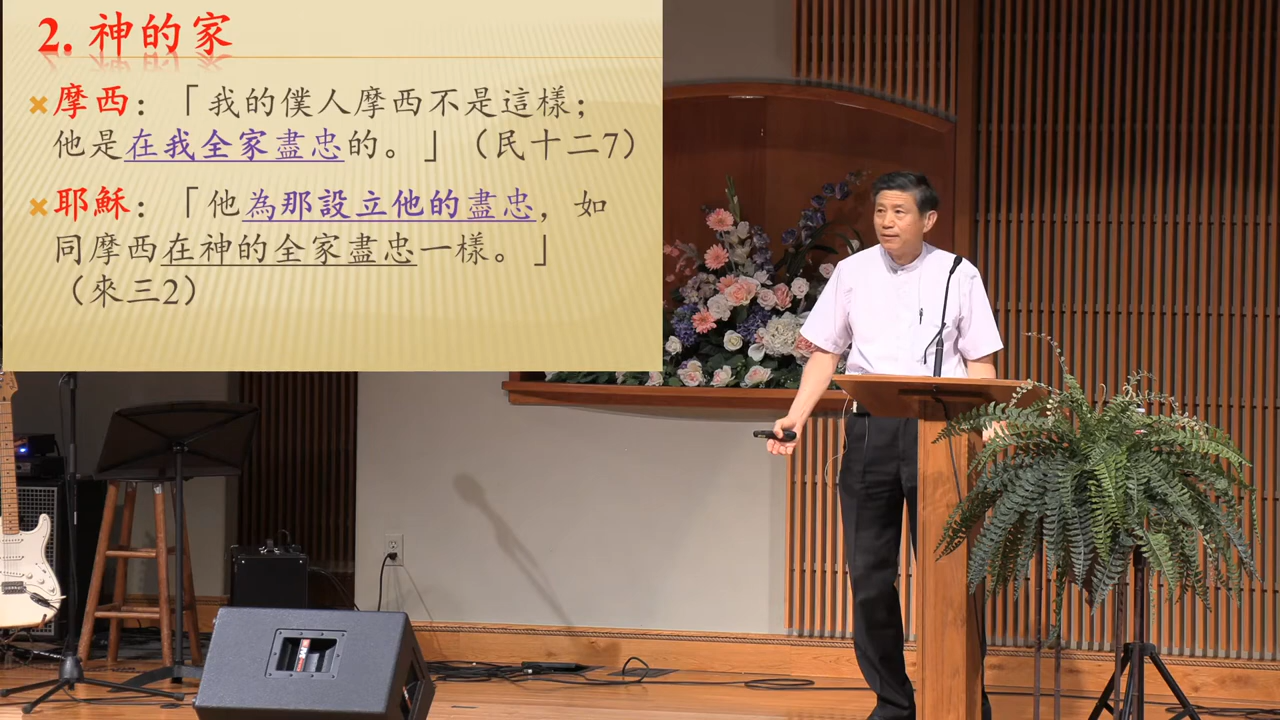 2. 神的家
摩西：「我的僕人摩西不是這樣；
他是在我全家盡忠的。」（民十二7）
耶穌：「他為那設立他的盡忠，如
同摩西在神的全家盡忠一樣。」
（來三2）